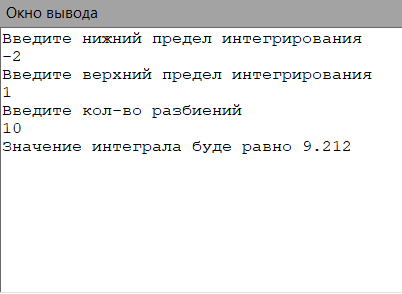 Окно вывода
Введите нижний предел интегрирования
-2
Введите верхний предел интегрирования
1
Введите кол-во разбиений
10
Значение интеграла буде равно 9.212